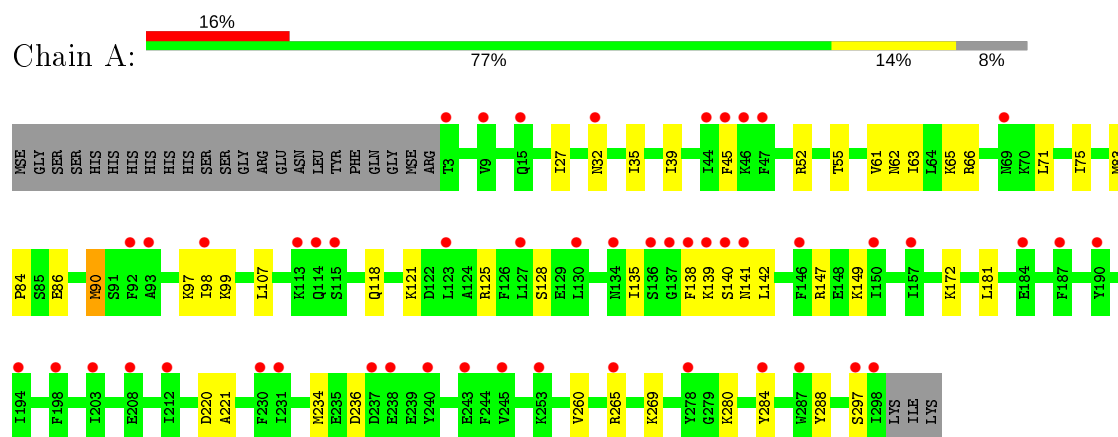 16%
Chain A:
77% 14% 8%
MSE GLY SER SER HIS HIS HIS HIS HIS HIS SER SER GLY ARG GLU ASN LEU TYR PHE GLN GLY MSE ARG T3 V9 Q15 I27 N32 I35 I39 I44 F45 K46 F47 R52 T55 V61 N62 I63 L64 K65 R66 N69 K70 L71 I75 M83
P84 S85 E86 M90 S91 F92 A93 K97 I98 K99 L107 K113 Q114 S115 Q118 K121 D122 L123 A124 R125 F126 L127 S128 E129 L130 N134 I135 S136 G137 F138 K139 S140 N141 L142 F146 R147 E148 K149 I150 I157 K172 L181 E184 F187 Y190
I194 F198 I203 E208 I212 D220 A221 F230 I231 M234 E235 D236 D237 E238 E239 Y240 E243 F244 V245 K253 V260 R265 K269 Y278 G279 K280 Y284 W287 Y288 S297 I298 LYS ILE LYS